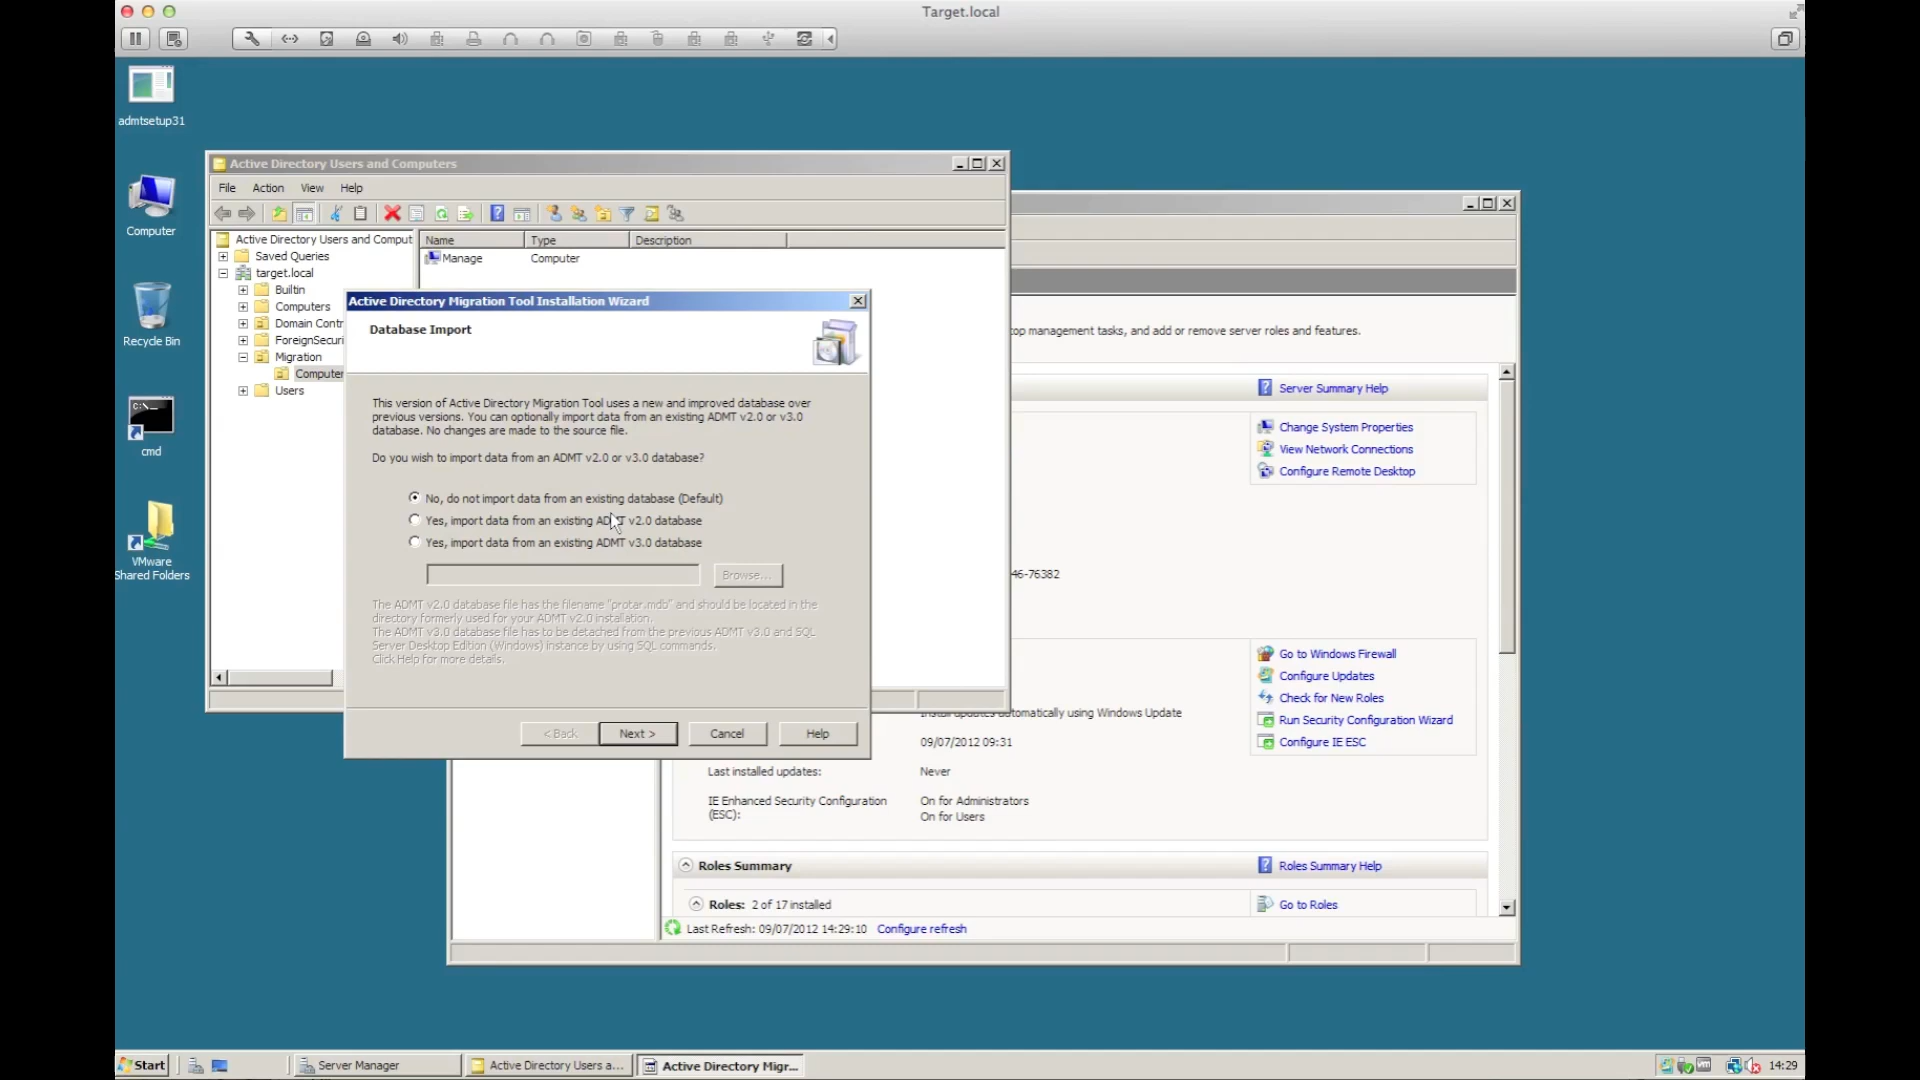 Target.local
admtsetup31
Computer
Recycle Bin
cmd
VMware
Shared Folders
Active Directory Users and Computers
File Action View Help
Active Directory Users and Comput
Saved Queries
target.local
Builtin
Computers
Domain Contr
ForeignSecuri
Migration
Computer
Users
Name Type Description
Manage Computer
Active Directory Migration Tool Installation Wizard
Database Import
This version of Active Directory Migration Tool uses a new and improved database over
previous versions. You can optionally import data from an existing ADMT v2.0 or v3.0
database. No changes are made to the source file.
Do you wish to import data from an ADMT v2.0 or v3.0 database?
No, do not import data from an existing database (Default)
Yes, import data from an existing ADMT v2.0 database
Yes, import data from an existing ADMT v3.0 database
Browse...
The ADMT v2.0 database file has the filename "protar.mdb" and should be located in the
directory formerly used for your ADMT v2.0 installation.
The ADMT v3.0 database file has to be detached from the previous ADMT v3.0 and SQL
Server Desktop Edition (Windows) instance by using SQL commands.
Click Help for more details.
< Back Next > Cancel Help
top management tasks, and add or remove server roles and features.
Server Summary Help
Change System Properties
View Network Connections
Configure Remote Desktop
46-76382
Go to Windows Firewall
Configure Updates
Check for New Roles
Run Security Configuration Wizard
Configure IE ESC
Install updates automatically using Windows Update
09/07/2012 09:31
Last installed updates: Never
IE Enhanced Security Configuration On for Administrators
(ESC): On for Users
Roles Summary Roles Summary Help
Roles: 2 of 17 installed Go to Roles
Last Refresh: 09/07/2012 14:29:10 Configure refresh
Start Server Manager Active Directory Users a... Active Directory Migr... 14:29